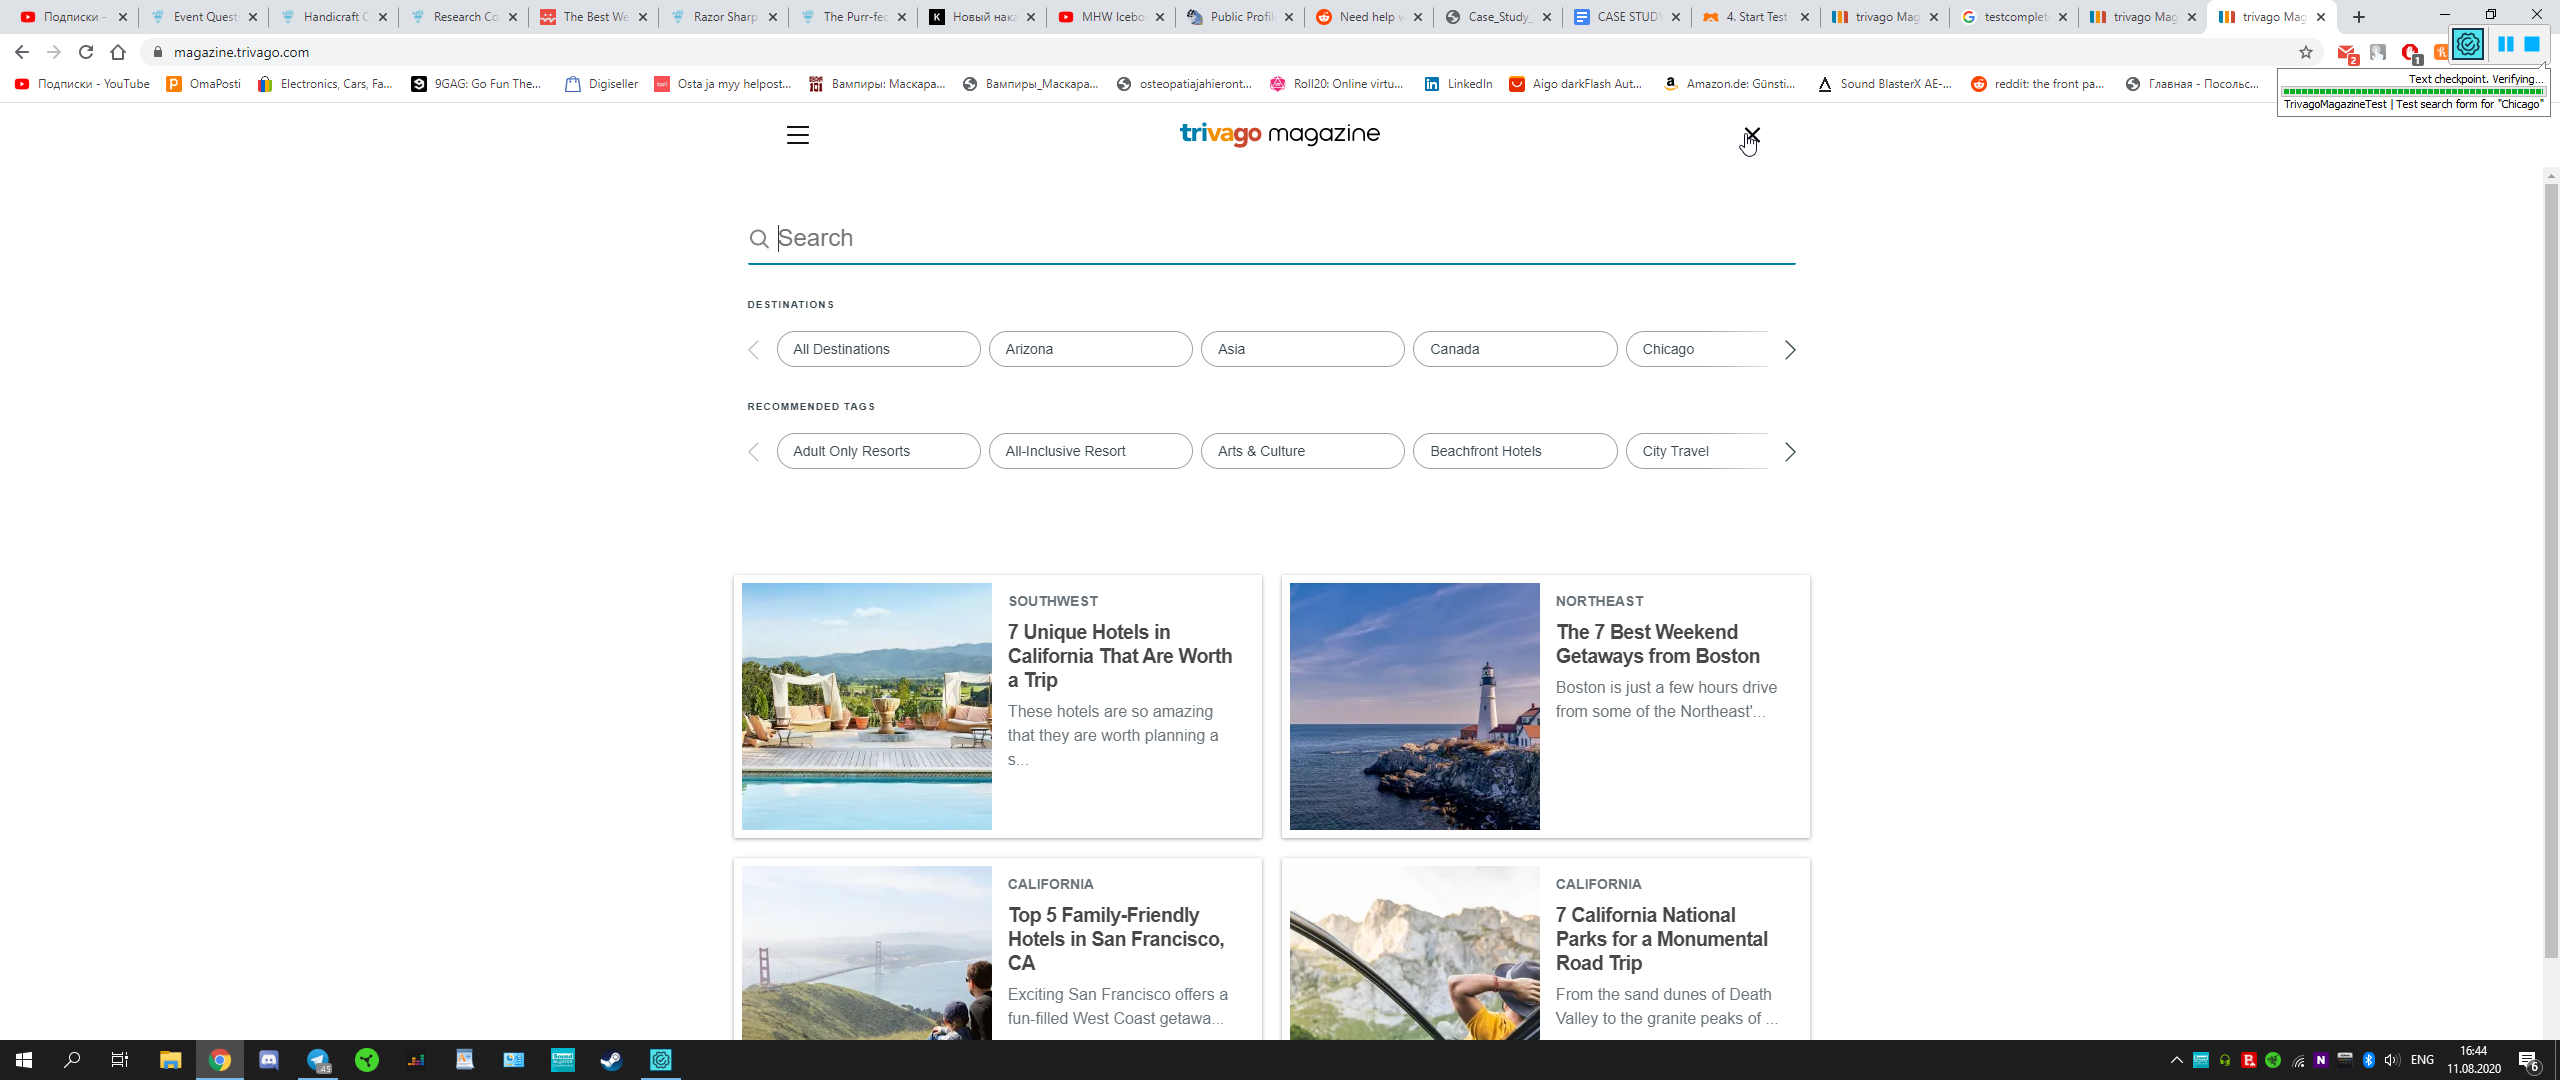 Подписки -
Event Quest
Handicraft C
Research Co
The Best We
Razor Sharp
The Purr-fec
Новый нака
MHW Icebo
Public Profil
Need help w
Case_Study_
CASE STUDY
4. Start Test
trivago Mag
testcomplet
trivago Mag
trivago Mag
magazine.trivago.com
2
1
Text checkpoint. Verifying...
TrivagoMagazineTest | Test search form for "Chicago"
Подписки - YouTube
OmaPosti
Electronics, Cars, Fa...
9GAG: Go Fun The...
Digiseller
tori
Osta ja myy helpost...
Вампиры: Маскара...
Вампиры_Маскара...
osteopatiajahieront...
Roll20: Online virtu...
LinkedIn
Aigo darkFlash Aut...
Amazon.de: Günsti...
Sound BlasterX AE-...
reddit: the front pa...
Главная - Посольс...
trivago magazine
Search
DESTINATIONS
All Destinations
Arizona
Asia
Canada
Chicago
RECOMMENDED TAGS
Adult Only Resorts
All-Inclusive Resort
Arts & Culture
Beachfront Hotels
City Travel
SOUTHWEST
7 Unique Hotels in
California That Are Worth
a Trip
These hotels are so amazing
that they are worth planning a
s...
NORTHEAST
The 7 Best Weekend
Getaways from Boston
Boston is just a few hours drive
from some of the Northeast'...
CALIFORNIA
Top 5 Family-Friendly
Hotels in San Francisco,
CA
Exciting San Francisco offers a
fun-filled West Coast getawa...
CALIFORNIA
7 California National
Parks for a Monumental
Road Trip
From the sand dunes of Death
Valley to the granite peaks of ...
45
ENG
16:44
11.08.2020
6